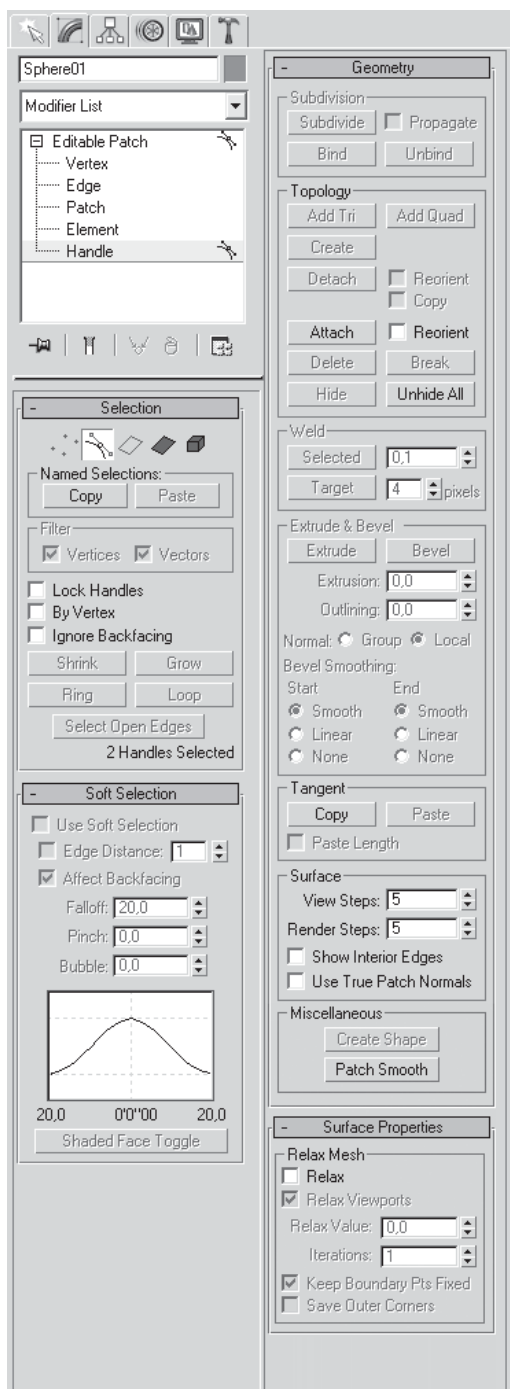 Sphere01
Modifier List
Editable Patch
Vertex
Edge
Patch
Element
Handle
- Selection
Named Selections:
Copy Paste
Filter
Vertices Vectors
Lock Handles
By Vertex
Ignore Backfacing
Shrink Grow
Ring Loop
Select Open Edges
2 Handles Selected
- Soft Selection
Use Soft Selection
Edge Distance: 1
Affect Backfacing
Falloff: 20,0
Pinch: 0,0
Bubble: 0,0
20,0 0'0"00 20,0
Shaded Face Toggle
- Geometry
Subdivision
Subdivide Propagate
Bind Unbind
Topology
Add Tri Add Quad
Create
Detach Reorient
Copy
Attach Reorient
Delete Break
Hide Unhide All
Weld
Selected 0,1
Target 4 pixels
Extrude & Bevel
Extrude Bevel
Extrusion: 0,0
Outlining: 0,0
Normal: Group Local
Bevel Smoothing:
Start End
Smooth Smooth
Linear Linear
None None
Tangent
Copy Paste
Paste Length
Surface
View Steps: 5
Render Steps: 5
Show Interior Edges
Use True Patch Normals
Miscellaneous
Create Shape
Patch Smooth
- Surface Properties
Relax Mesh
Relax
Relax Viewports
Relax Value: 0,0
Iterations: 1
Keep Boundary Pts Fixed
Save Outer Corners